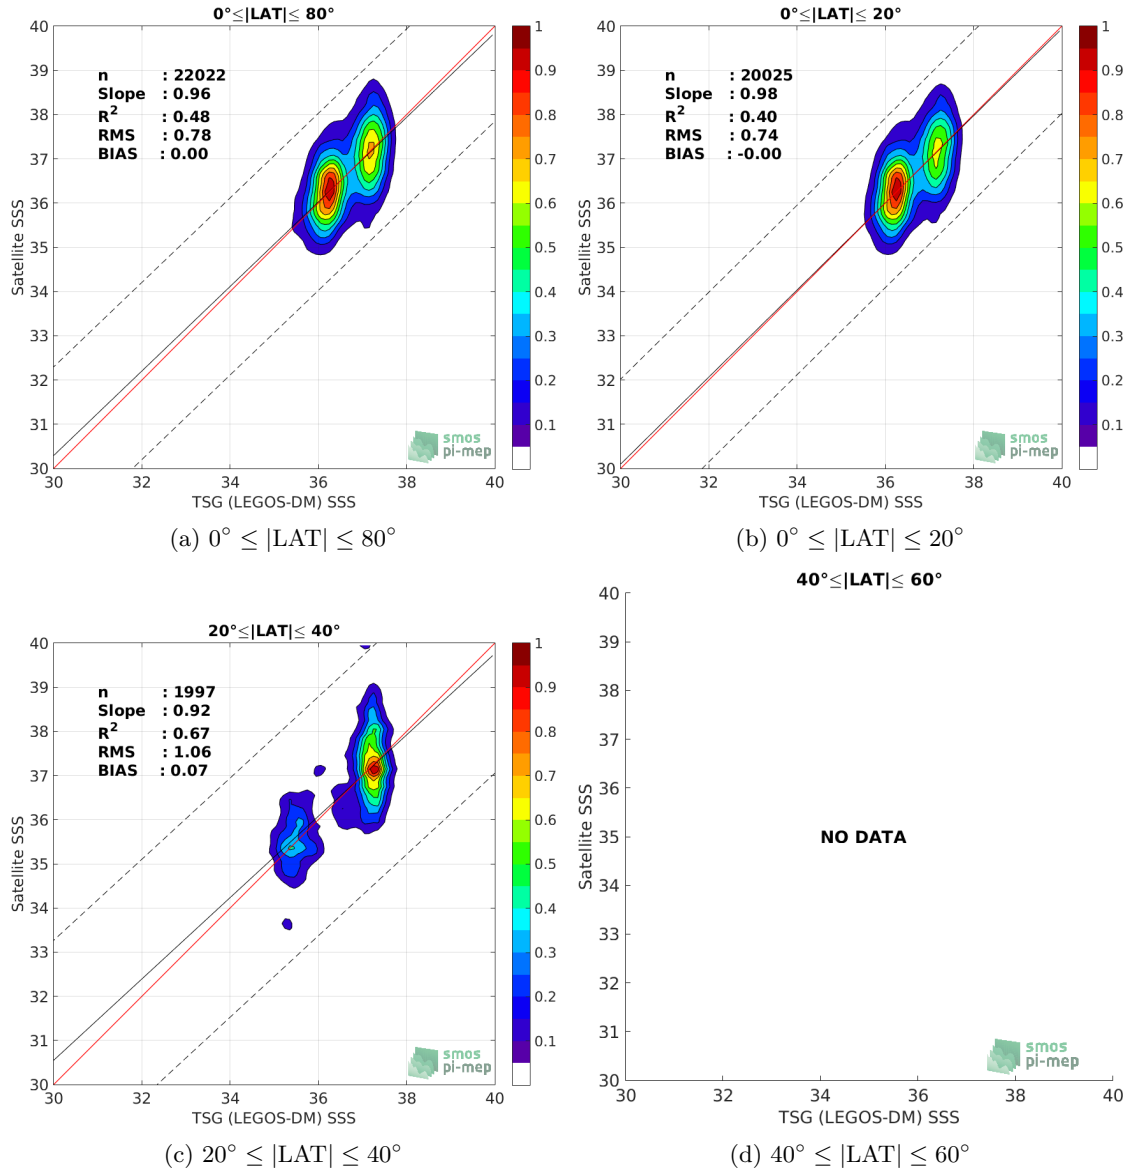 0°≤|LAT|≤ 80°
40
39
38
37
36
35
34
33
32
31
30
Satellite SSS
n : 22022
Slope : 0.96
R² : 0.48
RMS : 0.78
BIAS : 0.00
smos
pi-mep
30 32 34 36 38 40
TSG (LEGOS-DM) SSS
1
0.9
0.8
0.7
0.6
0.5
0.4
0.3
0.2
0.1
(a) 0° ≤ |LAT| ≤ 80°
0°≤|LAT|≤ 20°
40
39
38
37
36
35
34
33
32
31
30
Satellite SSS
n : 20025
Slope : 0.98
R² : 0.40
RMS : 0.74
BIAS : -0.00
smos
pi-mep
30 32 34 36 38 40
TSG (LEGOS-DM) SSS
1
0.9
0.8
0.7
0.6
0.5
0.4
0.3
0.2
0.1
(b) 0° ≤ |LAT| ≤ 20°
20°≤|LAT|≤ 40°
40
39
38
37
36
35
34
33
32
31
30
Satellite SSS
n : 1997
Slope : 0.92
R² : 0.67
RMS : 1.06
BIAS : 0.07
smos
pi-mep
30 32 34 36 38 40
TSG (LEGOS-DM) SSS
1
0.9
0.8
0.7
0.6
0.5
0.4
0.3
0.2
0.1
(c) 20° ≤ |LAT| ≤ 40°
40°≤|LAT|≤ 60°
40
39
38
37
36
35
34
33
32
31
30
Satellite SSS
NO DATA
smos
pi-mep
30 32 34 36 38 40
TSG (LEGOS-DM) SSS
(d) 40° ≤ |LAT| ≤ 60°